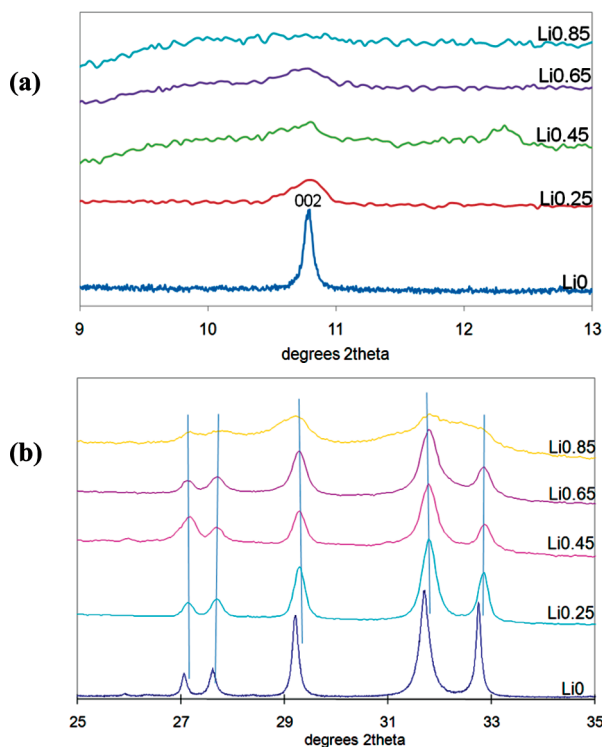 (a)
Li0.85
Li0.65
Li0.45
Li0.25
002
Li0
9 10 11 12 13
degrees 2theta
(b)
Li0.85
Li0.65
Li0.45
Li0.25
Li0
25 27 29 31 33 35
degrees 2theta